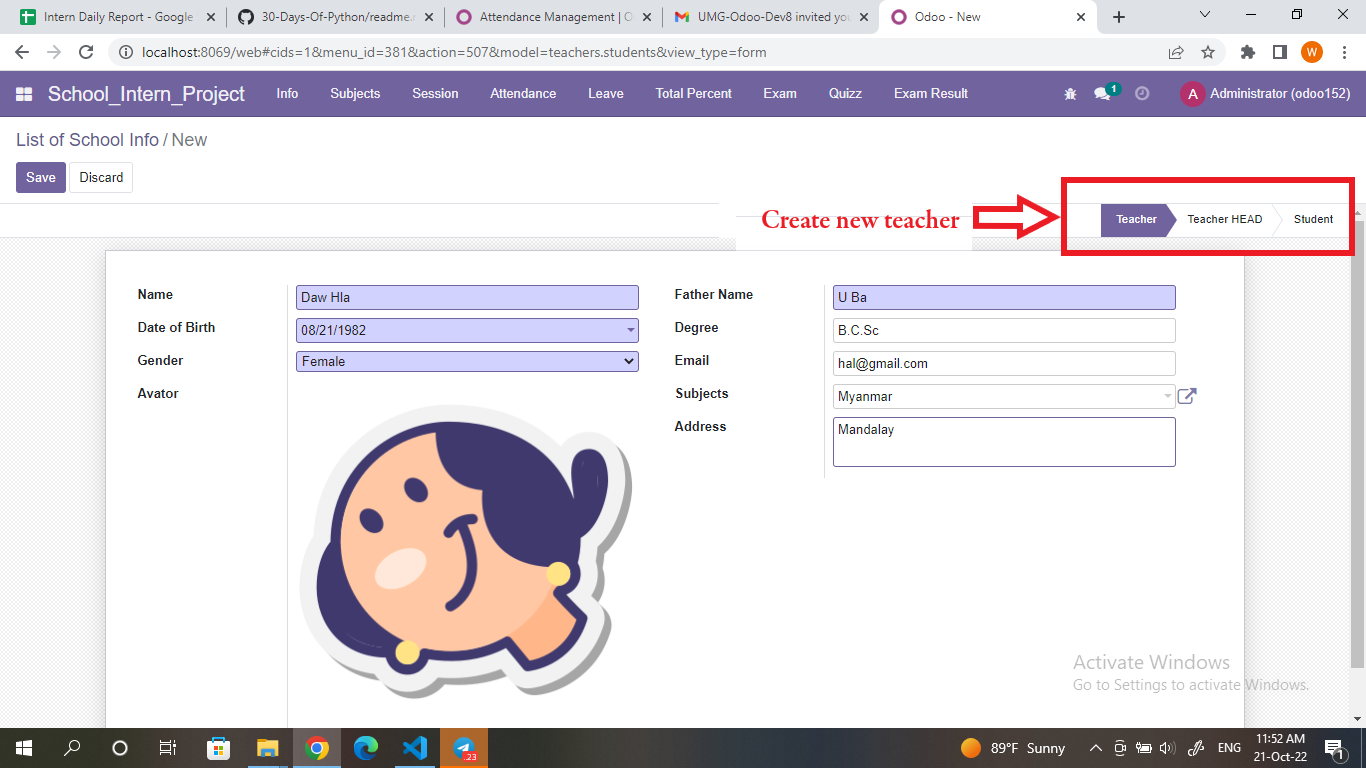 Intern Daily Report - Google
30-Days-Of-Python/readme.r
Attendance Management | O
UMG-Odoo-Dev8 invited you
Odoo - New
localhost:8069/web#cids=1&menu_id=381&action=507&model=teachers.students&view_type=form
W
School_Intern_Project
Info
Subjects
Session
Attendance
Leave
Total Percent
Exam
Quizz
Exam Result
1
A
Administrator (odoo152)
List of School Info / New
Save
Discard
Create new teacher
Teacher
Teacher HEAD
Student
Name
Daw Hla
Father Name
U Ba
Date of Birth
08/21/1982
Degree
B.C.Sc
Gender
Female
Email
hal@gmail.com
Avator
Subjects
Myanmar
Address
Mandalay
Activate Windows
Go to Settings to activate Windows.
.23
89°F Sunny
ENG
11:52 AM
21-Oct-22
1